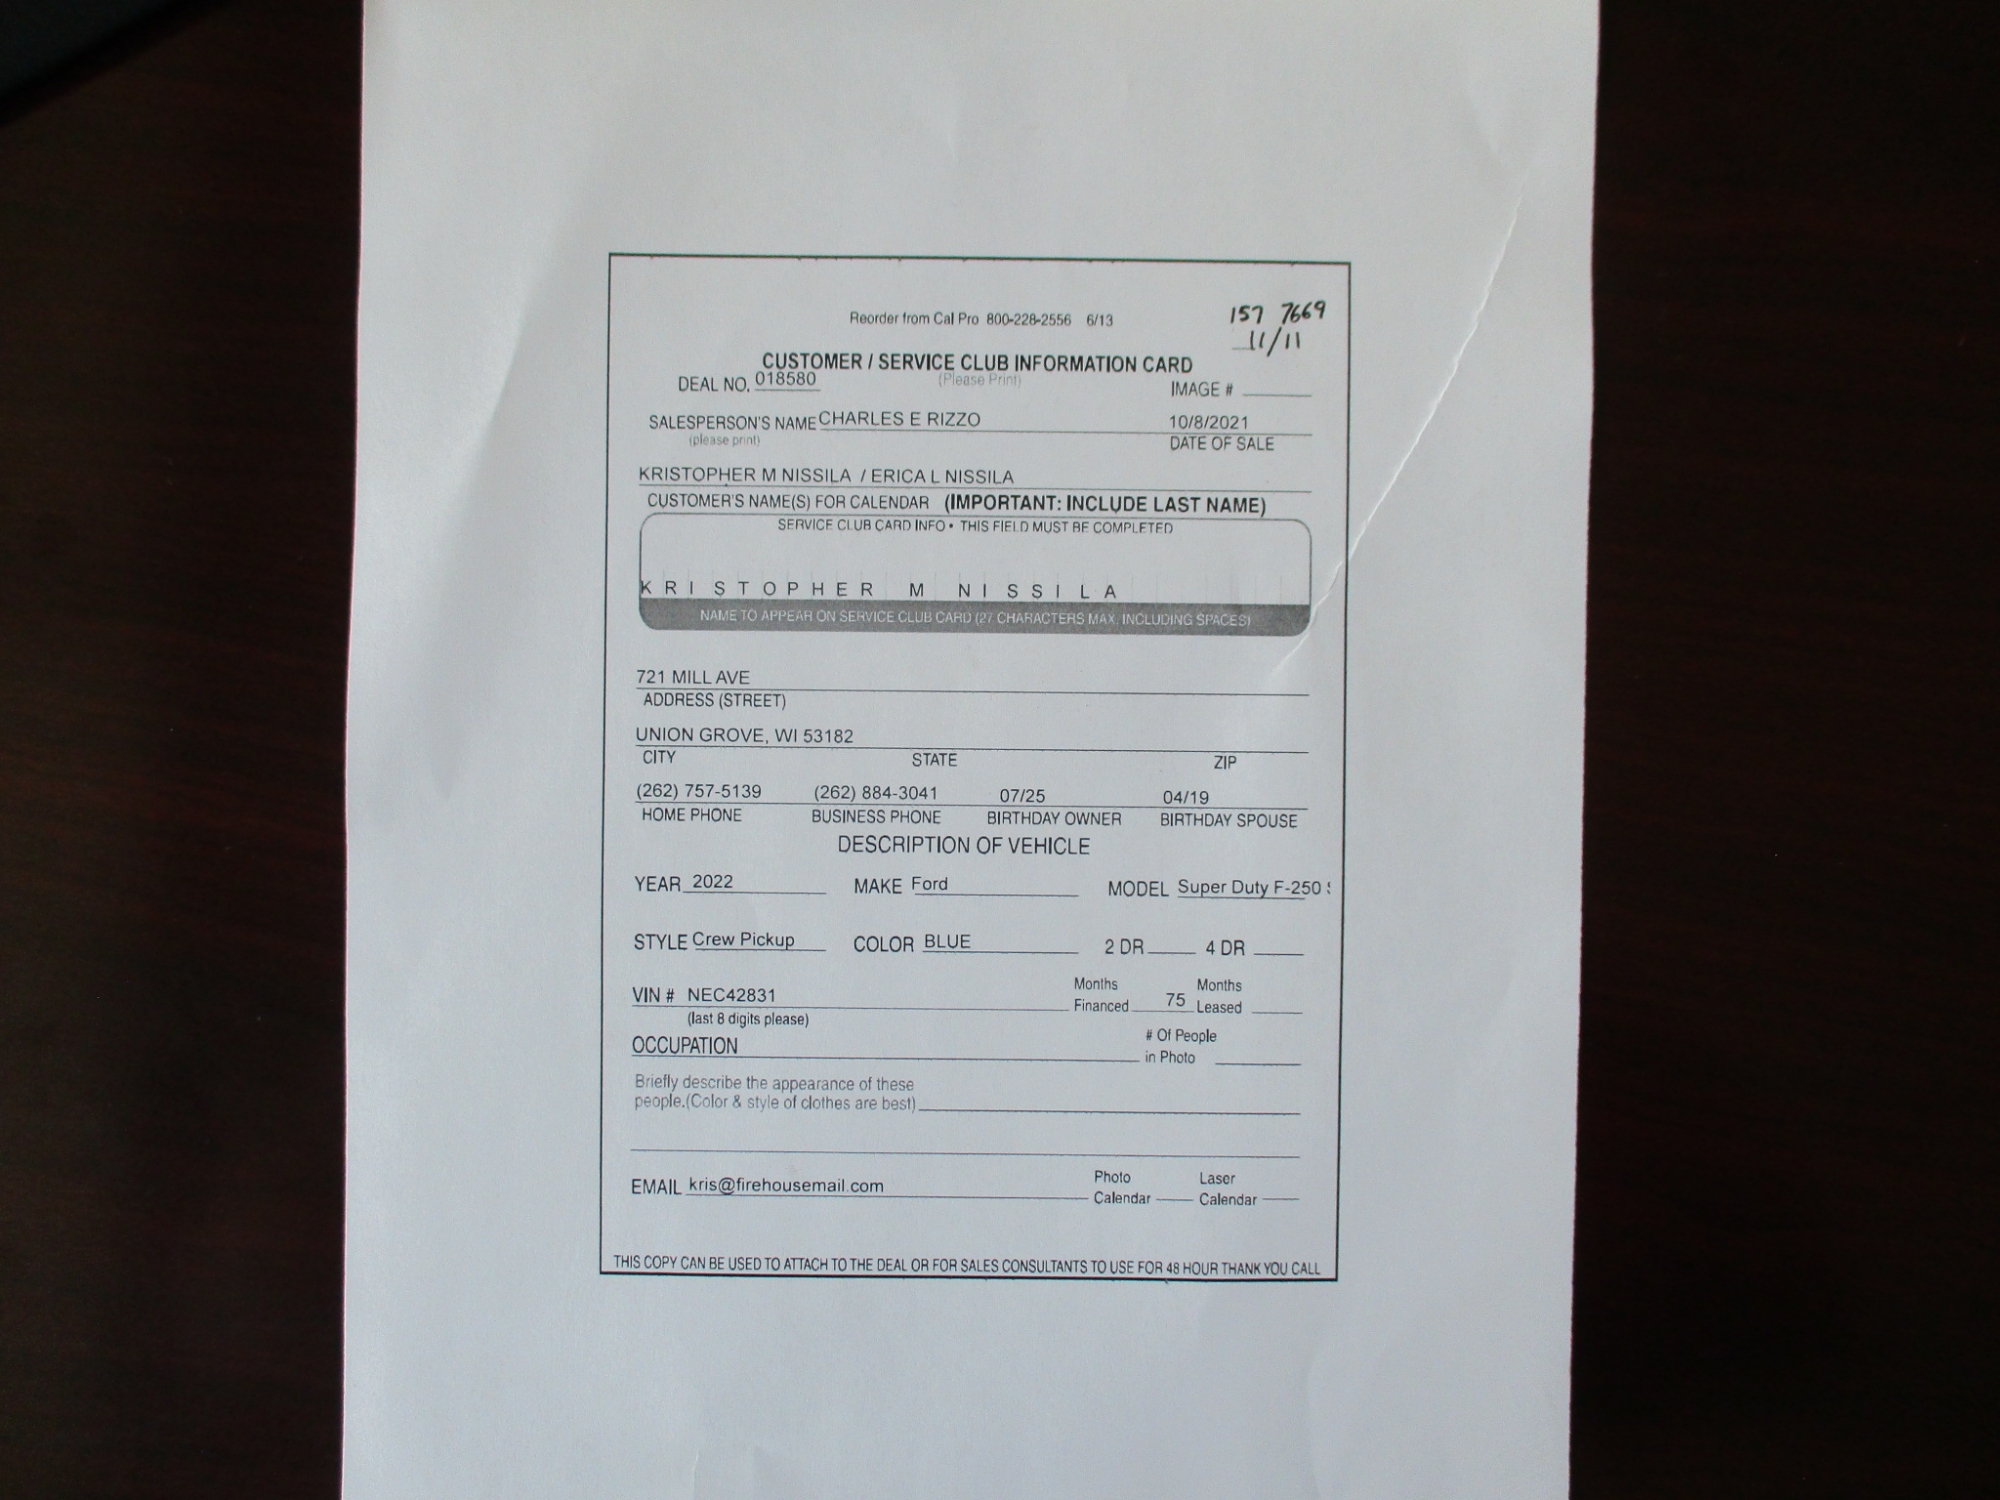 Reorder from Cal Pro 800-228-2556 6/13
157 7669
11/11
CUSTOMER / SERVICE CLUB INFORMATION CARD
DEAL NO. 018580 (Please Print) IMAGE #
SALESPERSON'S NAME CHARLES E RIZZO 10/8/2021
(please print) DATE OF SALE
KRISTOPHER M NISSILA / ERICA L NISSILA
CUSTOMER'S NAME(S) FOR CALENDAR (IMPORTANT: INCLUDE LAST NAME)
SERVICE CLUB CARD INFO • THIS FIELD MUST BE COMPLETED
K R I S T O P H E R M N I S S I L A
NAME TO APPEAR ON SERVICE CLUB CARD (27 CHARACTERS MAX. INCLUDING SPACES)
721 MILL AVE
ADDRESS (STREET)
UNION GROVE, WI 53182
CITY STATE ZIP
(262) 757-5139 (262) 884-3041 07/25 04/19
HOME PHONE BUSINESS PHONE BIRTHDAY OWNER BIRTHDAY SPOUSE
DESCRIPTION OF VEHICLE
YEAR 2022 MAKE Ford MODEL Super Duty F-250
STYLE Crew Pickup COLOR BLUE 2 DR 4 DR
Months Months
VIN # NEC42831 Financed 75 Leased
(last 8 digits please)
# Of People
OCCUPATION in Photo
Briefly describe the appearance of these
people.(Color & style of clothes are best)
Photo Laser
EMAIL kris@firehousemail.com Calendar Calendar
THIS COPY CAN BE USED TO ATTACH TO THE DEAL OR FOR SALES CONSULTANTS TO USE FOR 48 HOUR THANK YOU CALL